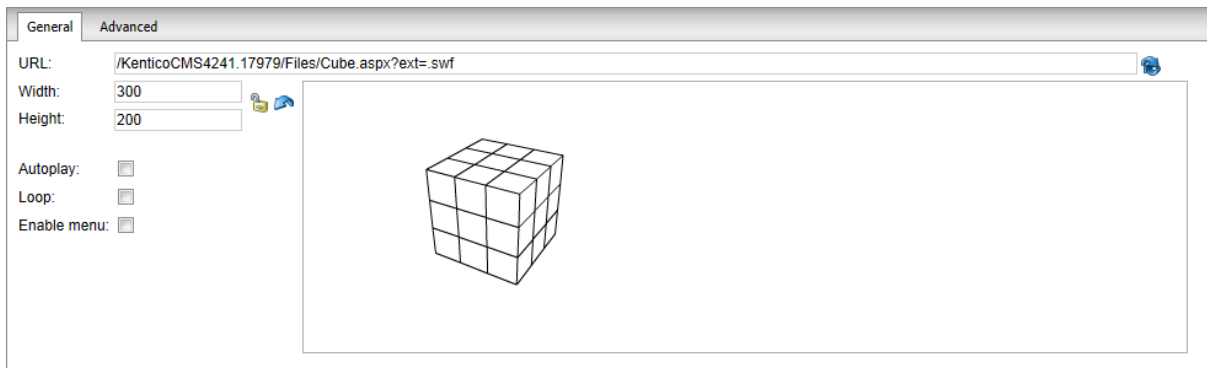 General Advanced
URL: /KenticoCMS4241.17979/Files/Cube.aspx?ext=.swf
Width: 300
Height: 200
Autoplay:
Loop:
Enable menu: